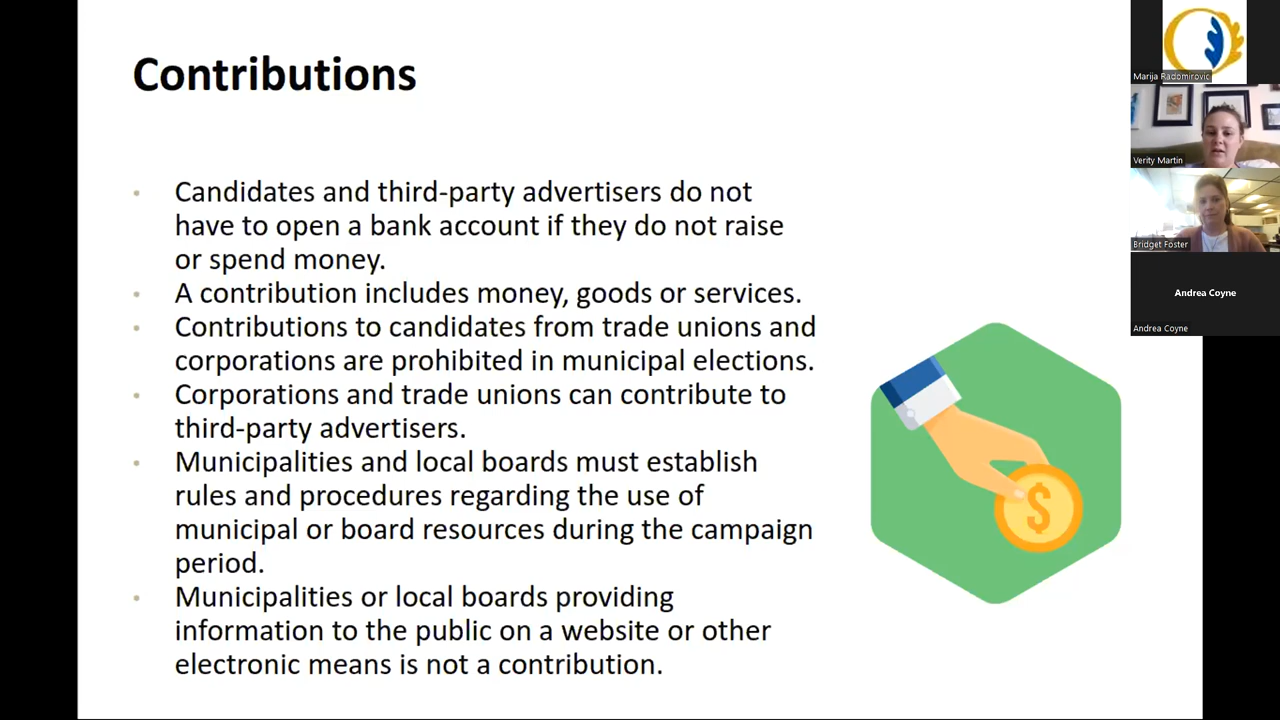 Contributions
• Candidates and third-party advertisers do not
have to open a bank account if they do not raise
or spend money.
• A contribution includes money, goods or services.
• Contributions to candidates from trade unions and
corporations are prohibited in municipal elections.
• Corporations and trade unions can contribute to
third-party advertisers.
• Municipalities and local boards must establish
rules and procedures regarding the use of
municipal or board resources during the campaign
period.
• Municipalities or local boards providing
information to the public on a website or other
electronic means is not a contribution.
$
Marija Radomirovic
Verity Martin
Bridget Foster
Andrea Coyne
Andrea Coyne